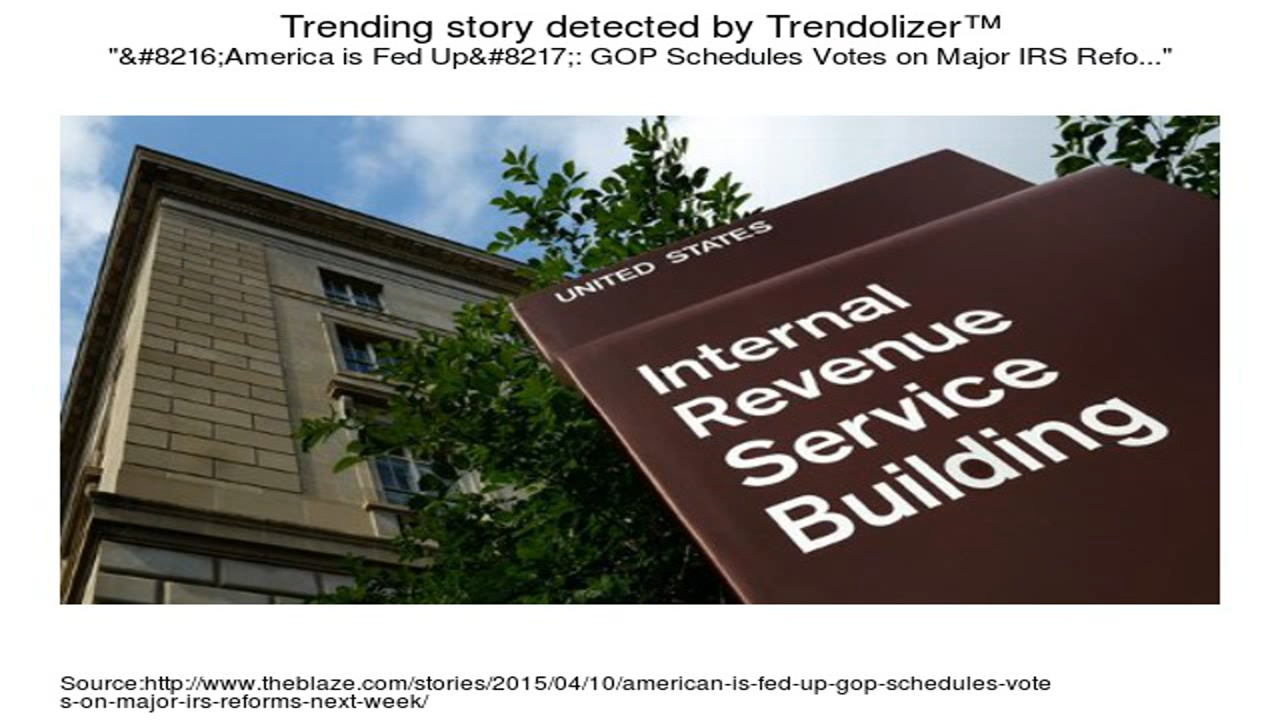 Trending story detected by Trendolizer™
"&#8216;America is Fed Up&#8217;: GOP Schedules Votes on Major IRS Refo..."
UNITED STATES
Internal
Revenue
Service
Building
Source:http://www.theblaze.com/stories/2015/04/10/american-is-fed-up-gop-schedules-vote
s-on-major-irs-reforms-next-week/